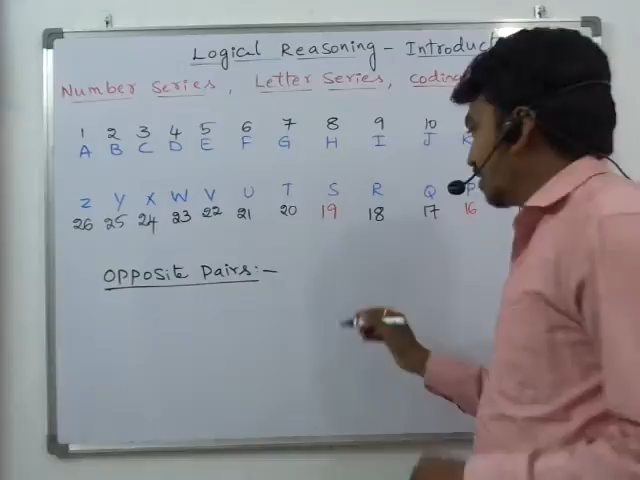 Logical Reasoning - Introduct
Number Series, Letter Series, coding
1 2 3 4 5 6 7 8 9 10
A B C D E F G H I J K
Z Y X W V U T S R Q P
26 25 24 23 22 21 20 19 18 17 16
Opposite Pairs:-